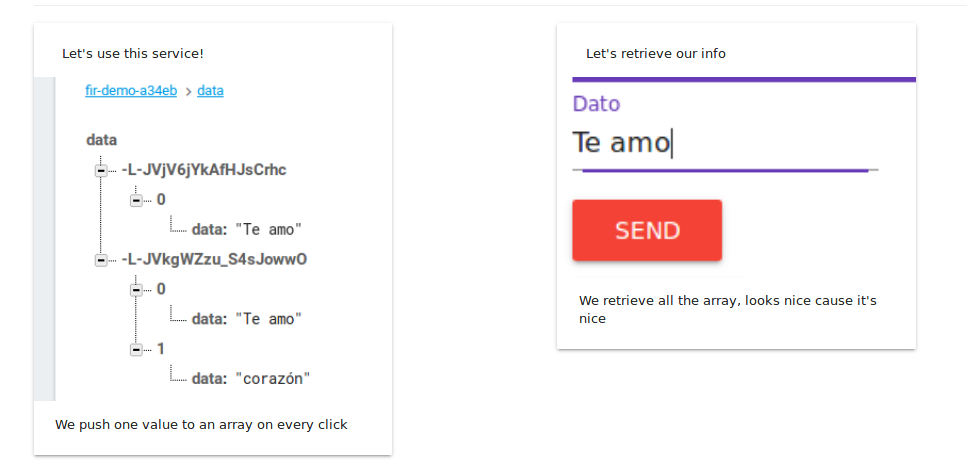 Let's use this service!
fir-demo-a34eb > data
data
-L-JVjV6jYkAfHJsCrhc
0
data: "Te amo"
-L-JVkgWZzu_S4sJowwO
0
data: "Te amo"
1
data: "corazón"
We push one value to an array on every click
Let's retrieve our info
Dato
Te amo
SEND
We retrieve all the array, looks nice cause it's
nice